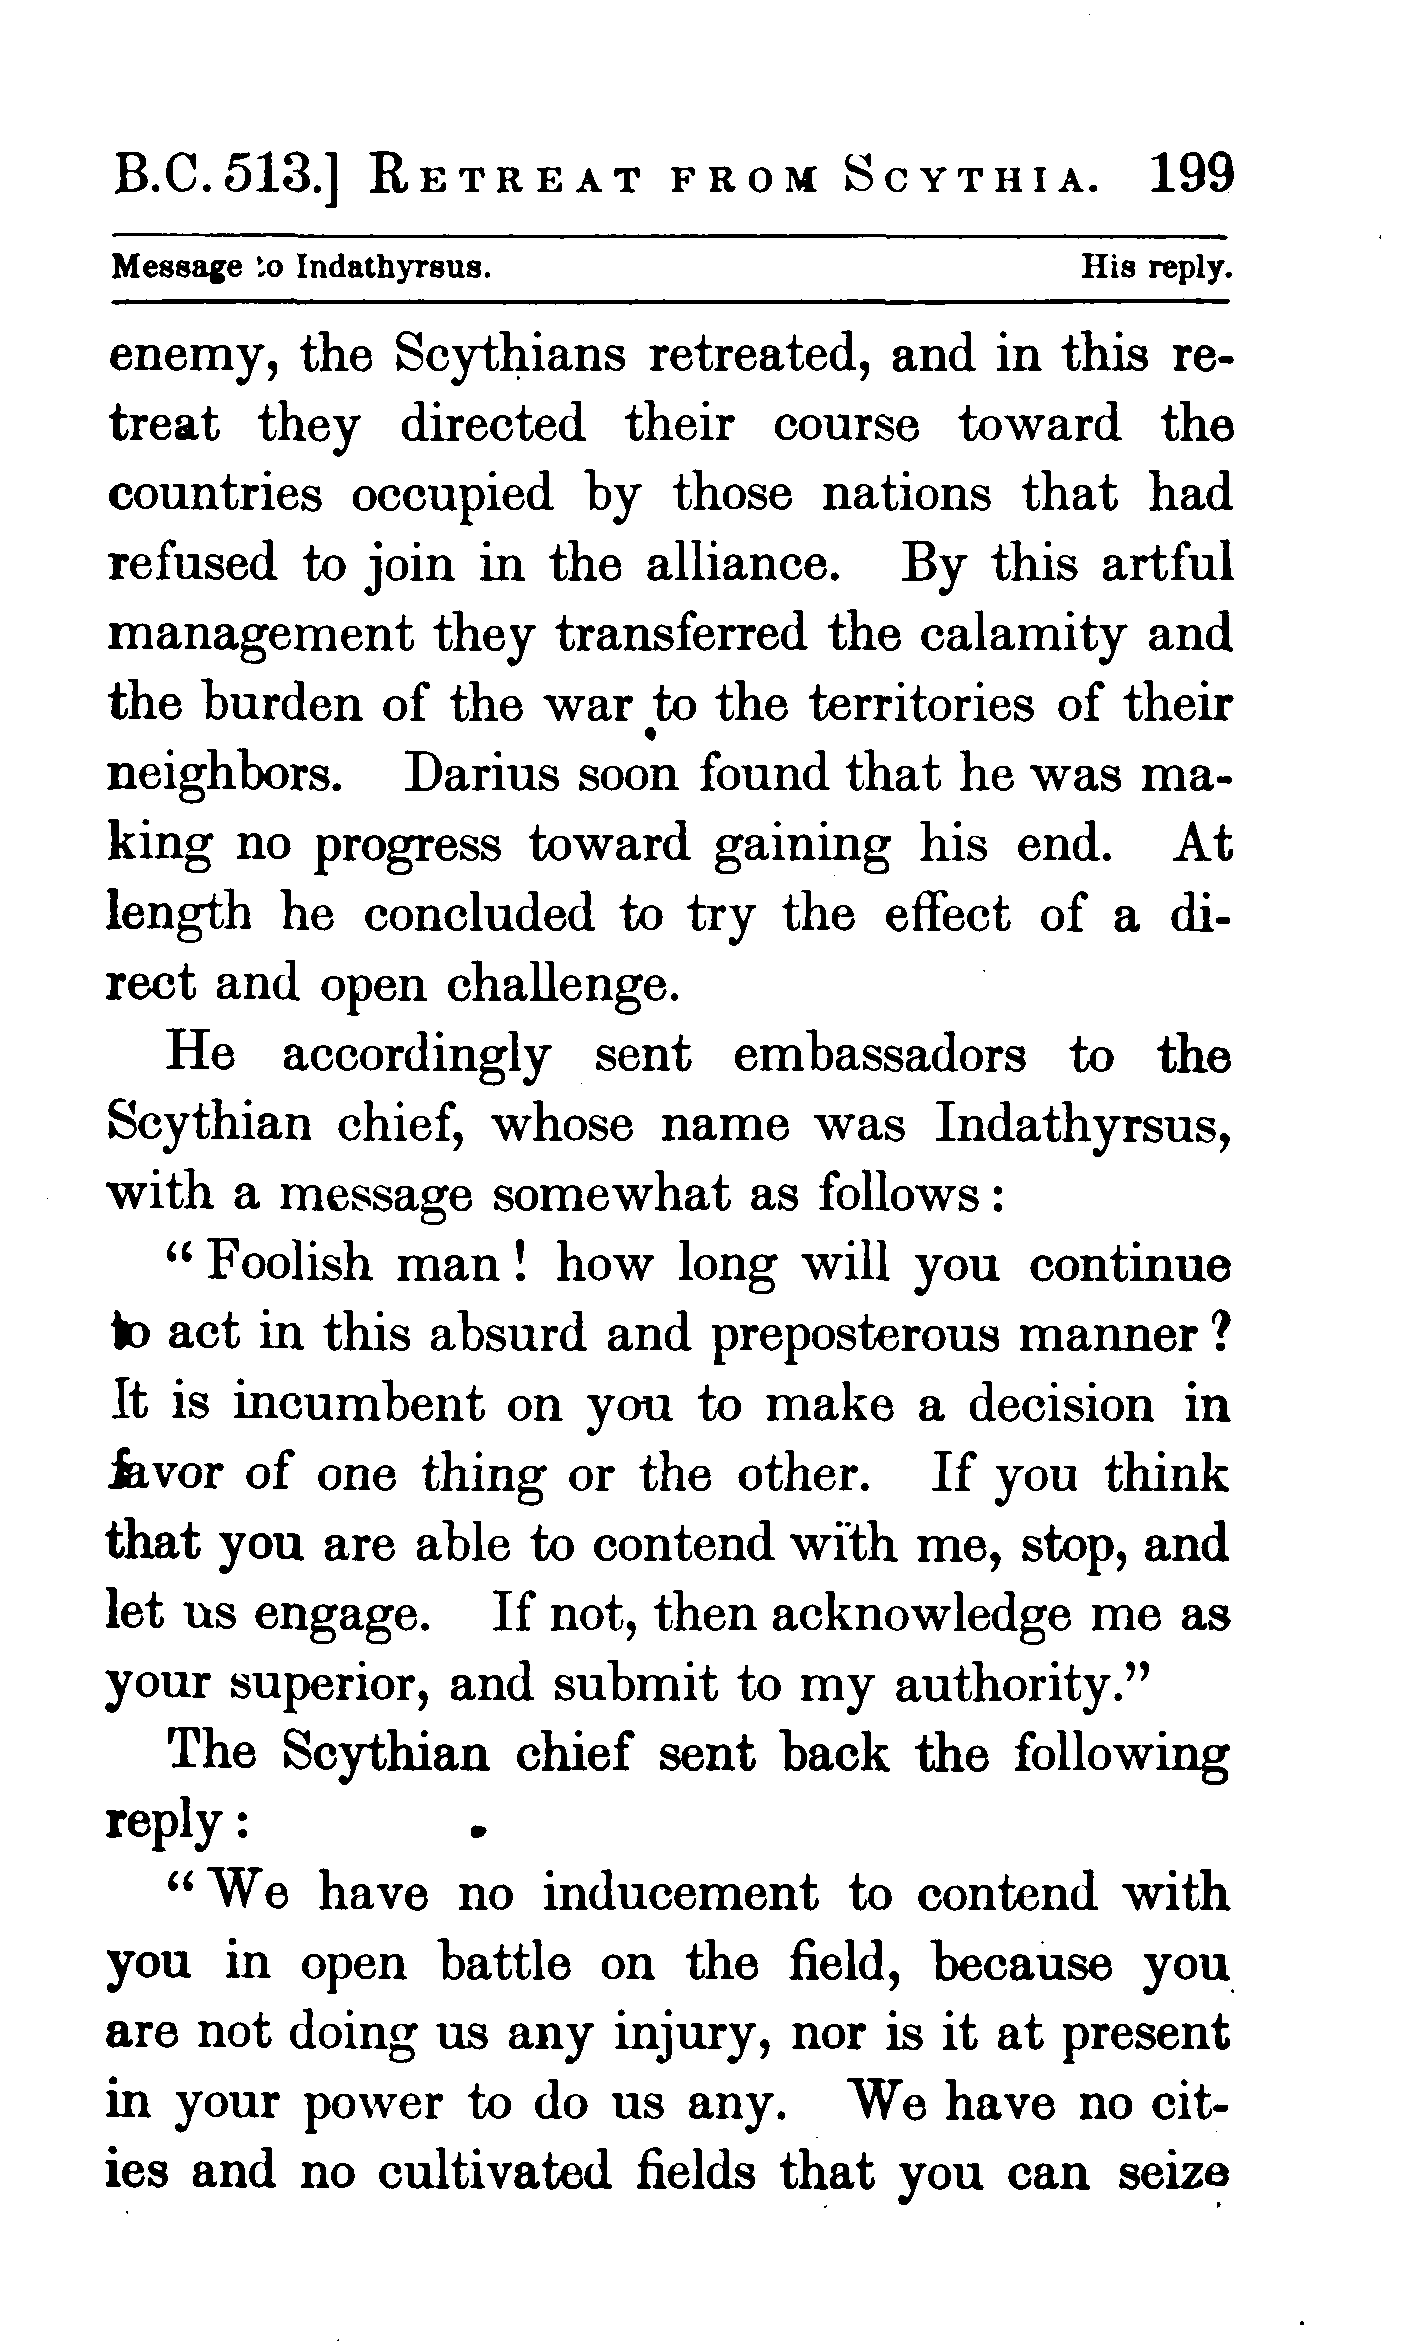 B.C. 513.] RETREAT FROM SCYTHIA. 199
Message to Indathyrsus. His reply.
enemy, the Scythians retreated, and in this re-
treat they directed their course toward the
countries occupied by those nations that had
refused to join in the alliance. By this artful
management they transferred the calamity and
the burden of the war to the territories of their
neighbors. Darius soon found that he was ma-
king no progress toward gaining his end. At
length he concluded to try the effect of a di-
rect and open challenge.
He accordingly sent embassadors to the
Scythian chief, whose name was Indathyrsus,
with a message somewhat as follows :
“ Foolish man ! how long will you continue
to act in this absurd and preposterous manner ?
It is incumbent on you to make a decision in
favor of one thing or the other. If you think
that you are able to contend with me, stop, and
let us engage. If not, then acknowledge me as
your superior, and submit to my authority.”
The Scythian chief sent back the following
reply :
“ We have no inducement to contend with
you in open battle on the field, because you
are not doing us any injury, nor is it at present
in your power to do us any. We have no cit-
ies and no cultivated fields that you can seize